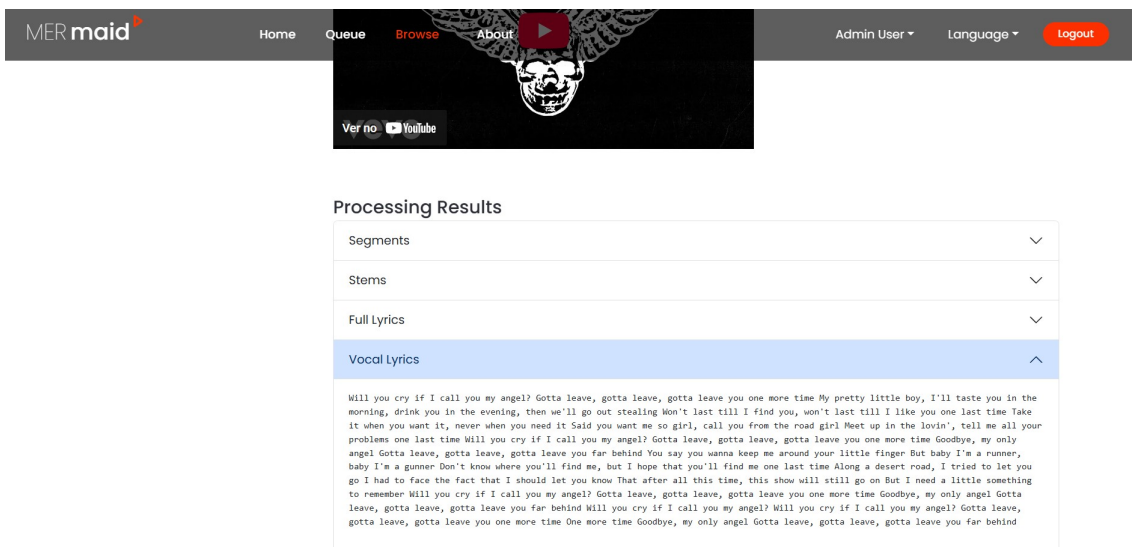 MER maid
Home Queue Browse About Admin User Language Logout
Ver no YouTube
Processing Results
Segments
Stems
Full Lyrics
Vocal Lyrics
Will you cry if I call you my angel? Gotta leave, gotta leave, gotta leave you one more time My pretty little boy, I'll taste you in the
morning, drink you in the evening, then we'll go out stealing Won't last till I find you, won't last till I like you one last time Take
it when you want it, never when you need it Said you want me so girl, call you from the road girl Meet up in the lovin', tell me all your
problems one last time Will you cry if I call you my angel? Gotta leave, gotta leave, gotta leave you one more time Goodbye, my only
angel Gotta leave, gotta leave, gotta leave you far behind You say you wanna keep me around your little finger But baby I'm a runner,
baby I'm a gunner Don't know where you'll find me, but I hope that you'll find me one last time Along a desert road, I tried to let you
go I had to face the fact that I should let you know That after all this time, this show will still go on But I need a little something
to remember Will you cry if I call you my angel? Gotta leave, gotta leave, gotta leave you one more time Goodbye, my only angel Gotta
leave, gotta leave, gotta leave you far behind Will you cry if I call you my angel? Will you cry if I call you my angel? Gotta leave,
gotta leave, gotta leave you one more time One more time Goodbye, my only angel Gotta leave, gotta leave, gotta leave you far behind